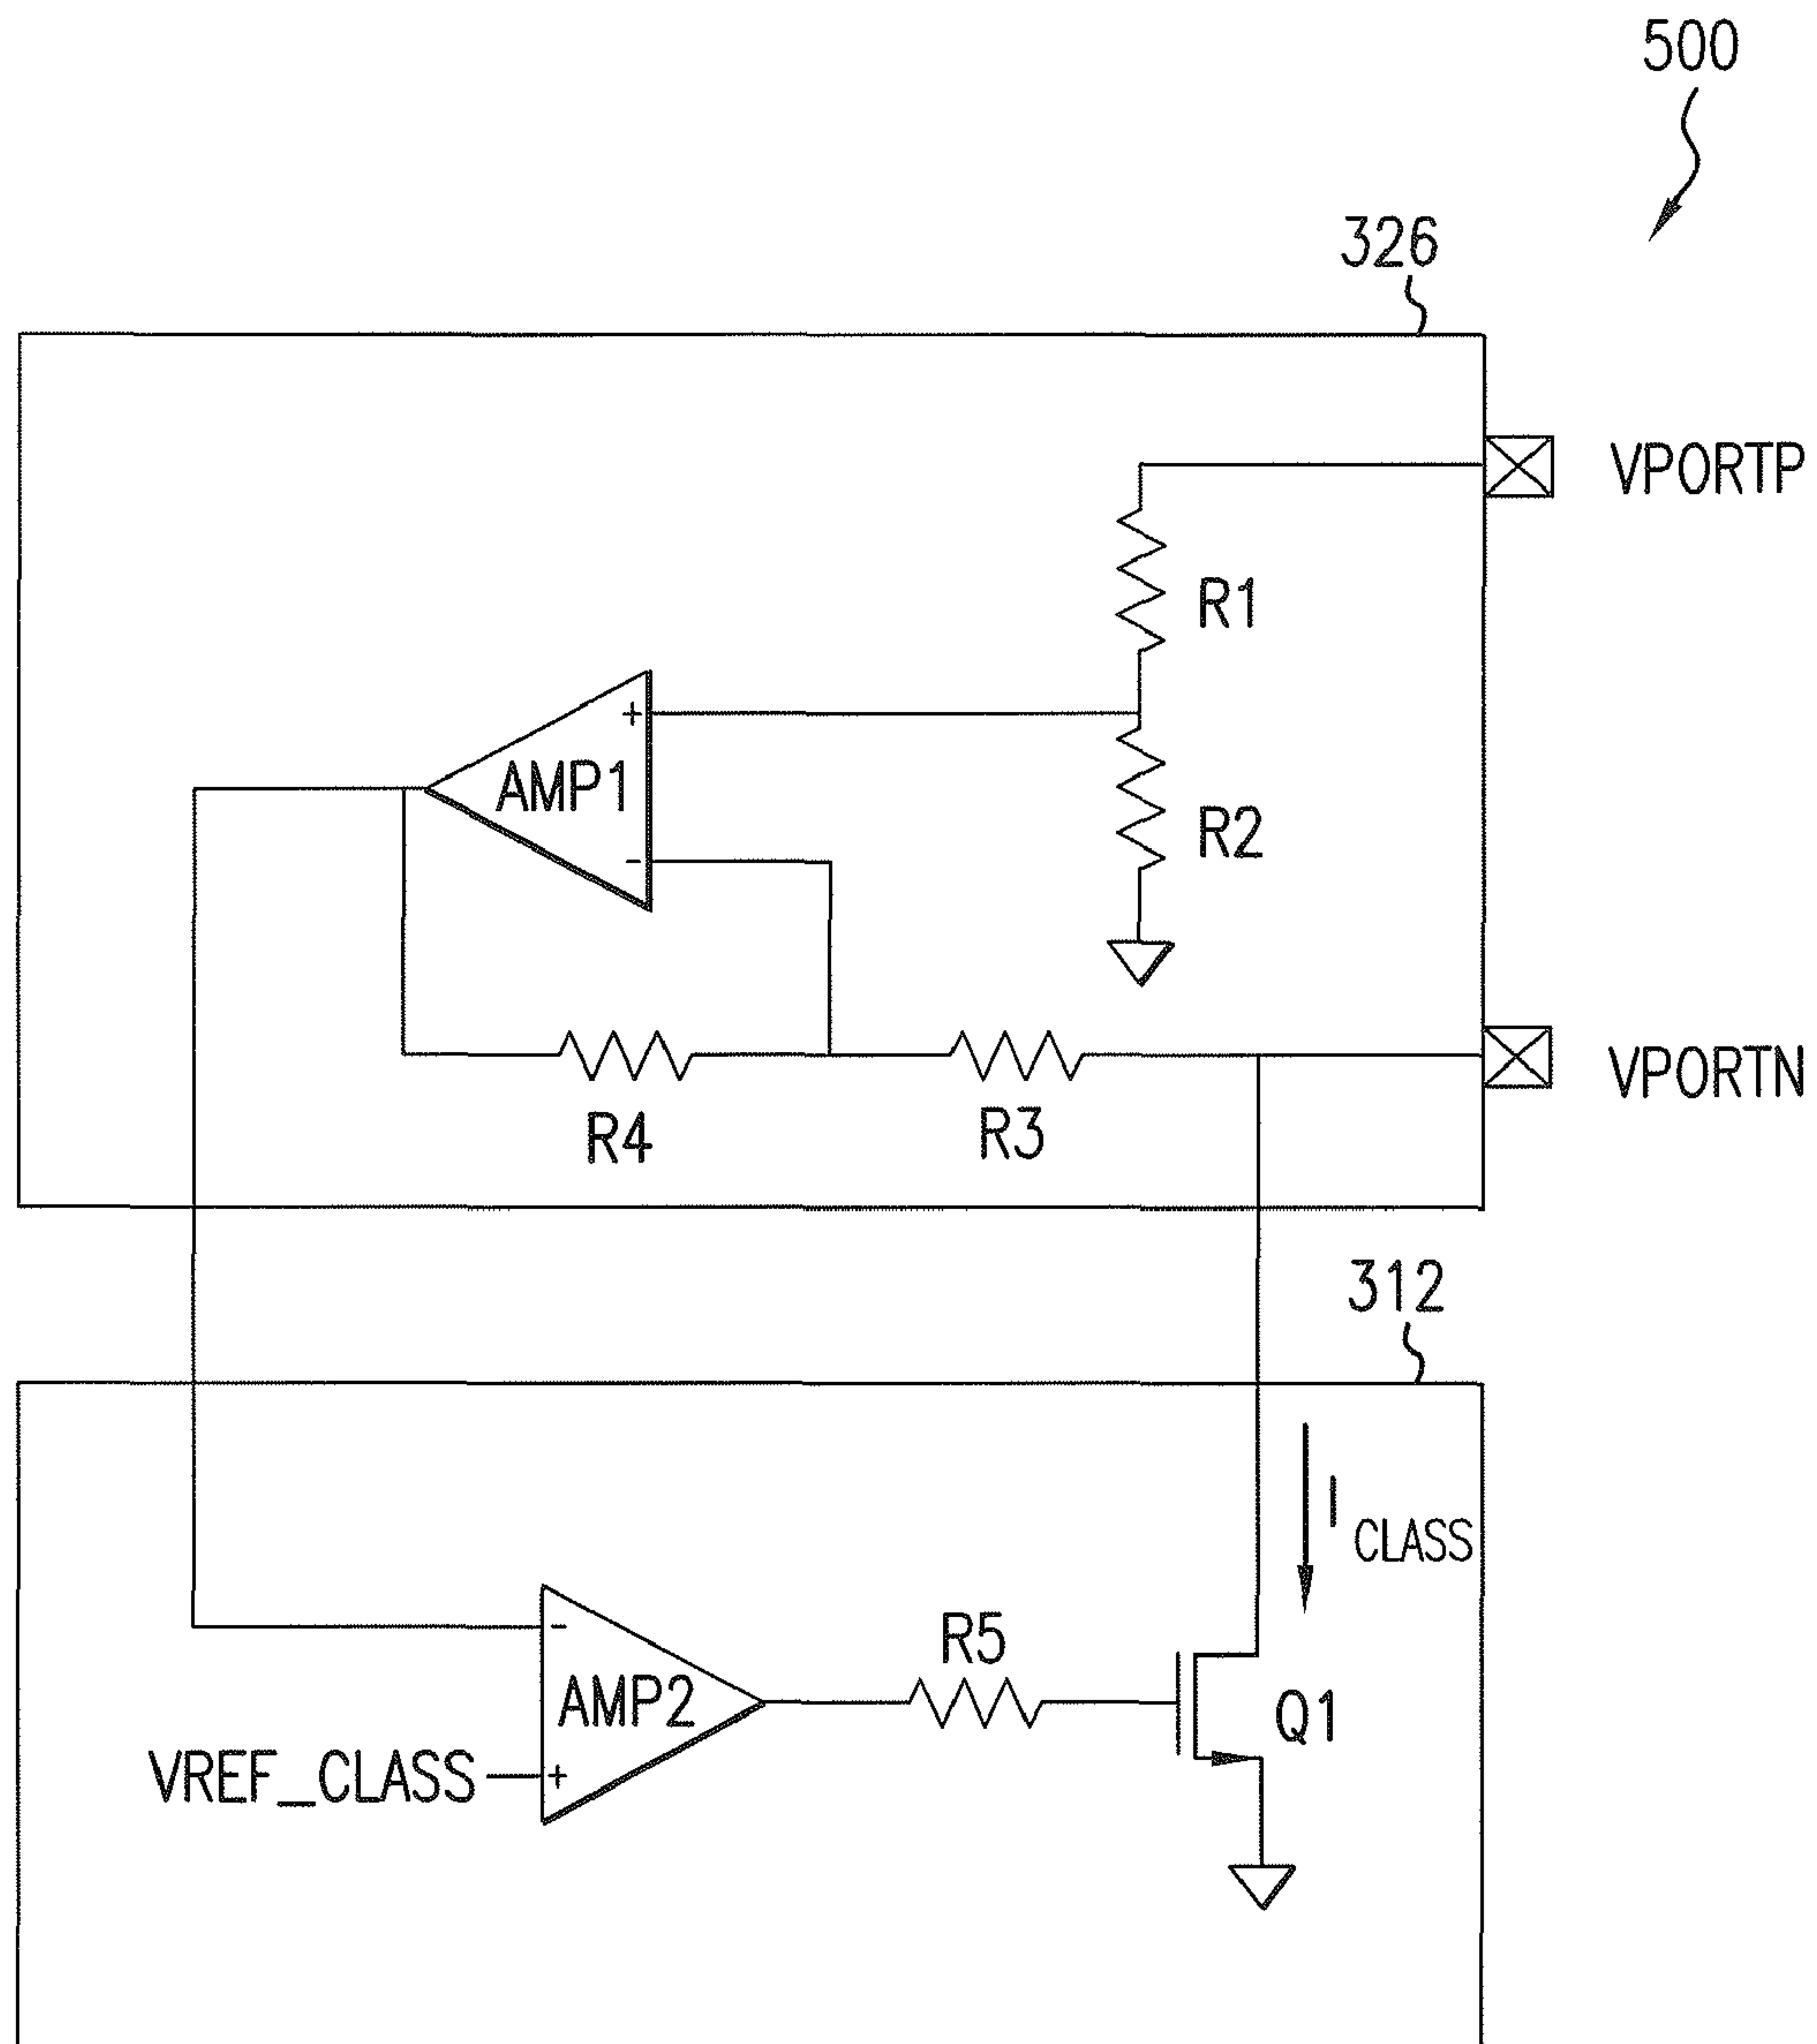 500
326
VPORTP
R1
+
AMP1
R2
-
VPORTN
R4
R3
312
I CLASS
-
R5
AMP2
Q1
VREF_CLASS
+